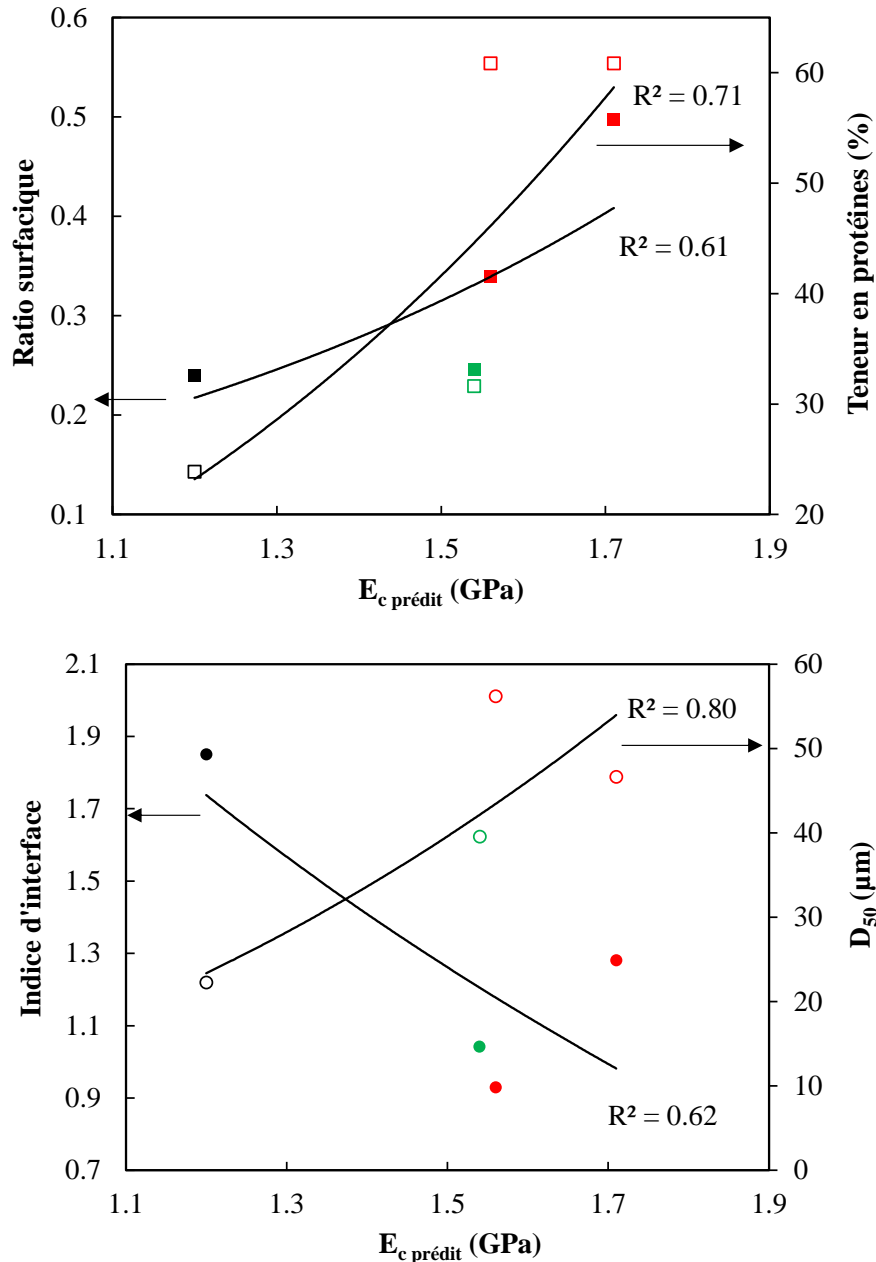 0.6
0.5
0.4
0.3
0.2
0.1
Ratio surfacique
R² = 0.71
R² = 0.61
60
50
40
30
20
Teneur en protéines (%)
1.1 1.3 1.5 1.7 1.9
E_c prédit (GPa)
2.1
1.9
1.7
1.5
1.3
1.1
0.9
0.7
Indice d'interface
R² = 0.80
R² = 0.62
60
50
40
30
20
10
0
D₅₀ (µm)
1.1 1.3 1.5 1.7 1.9
E_c prédit (GPa)